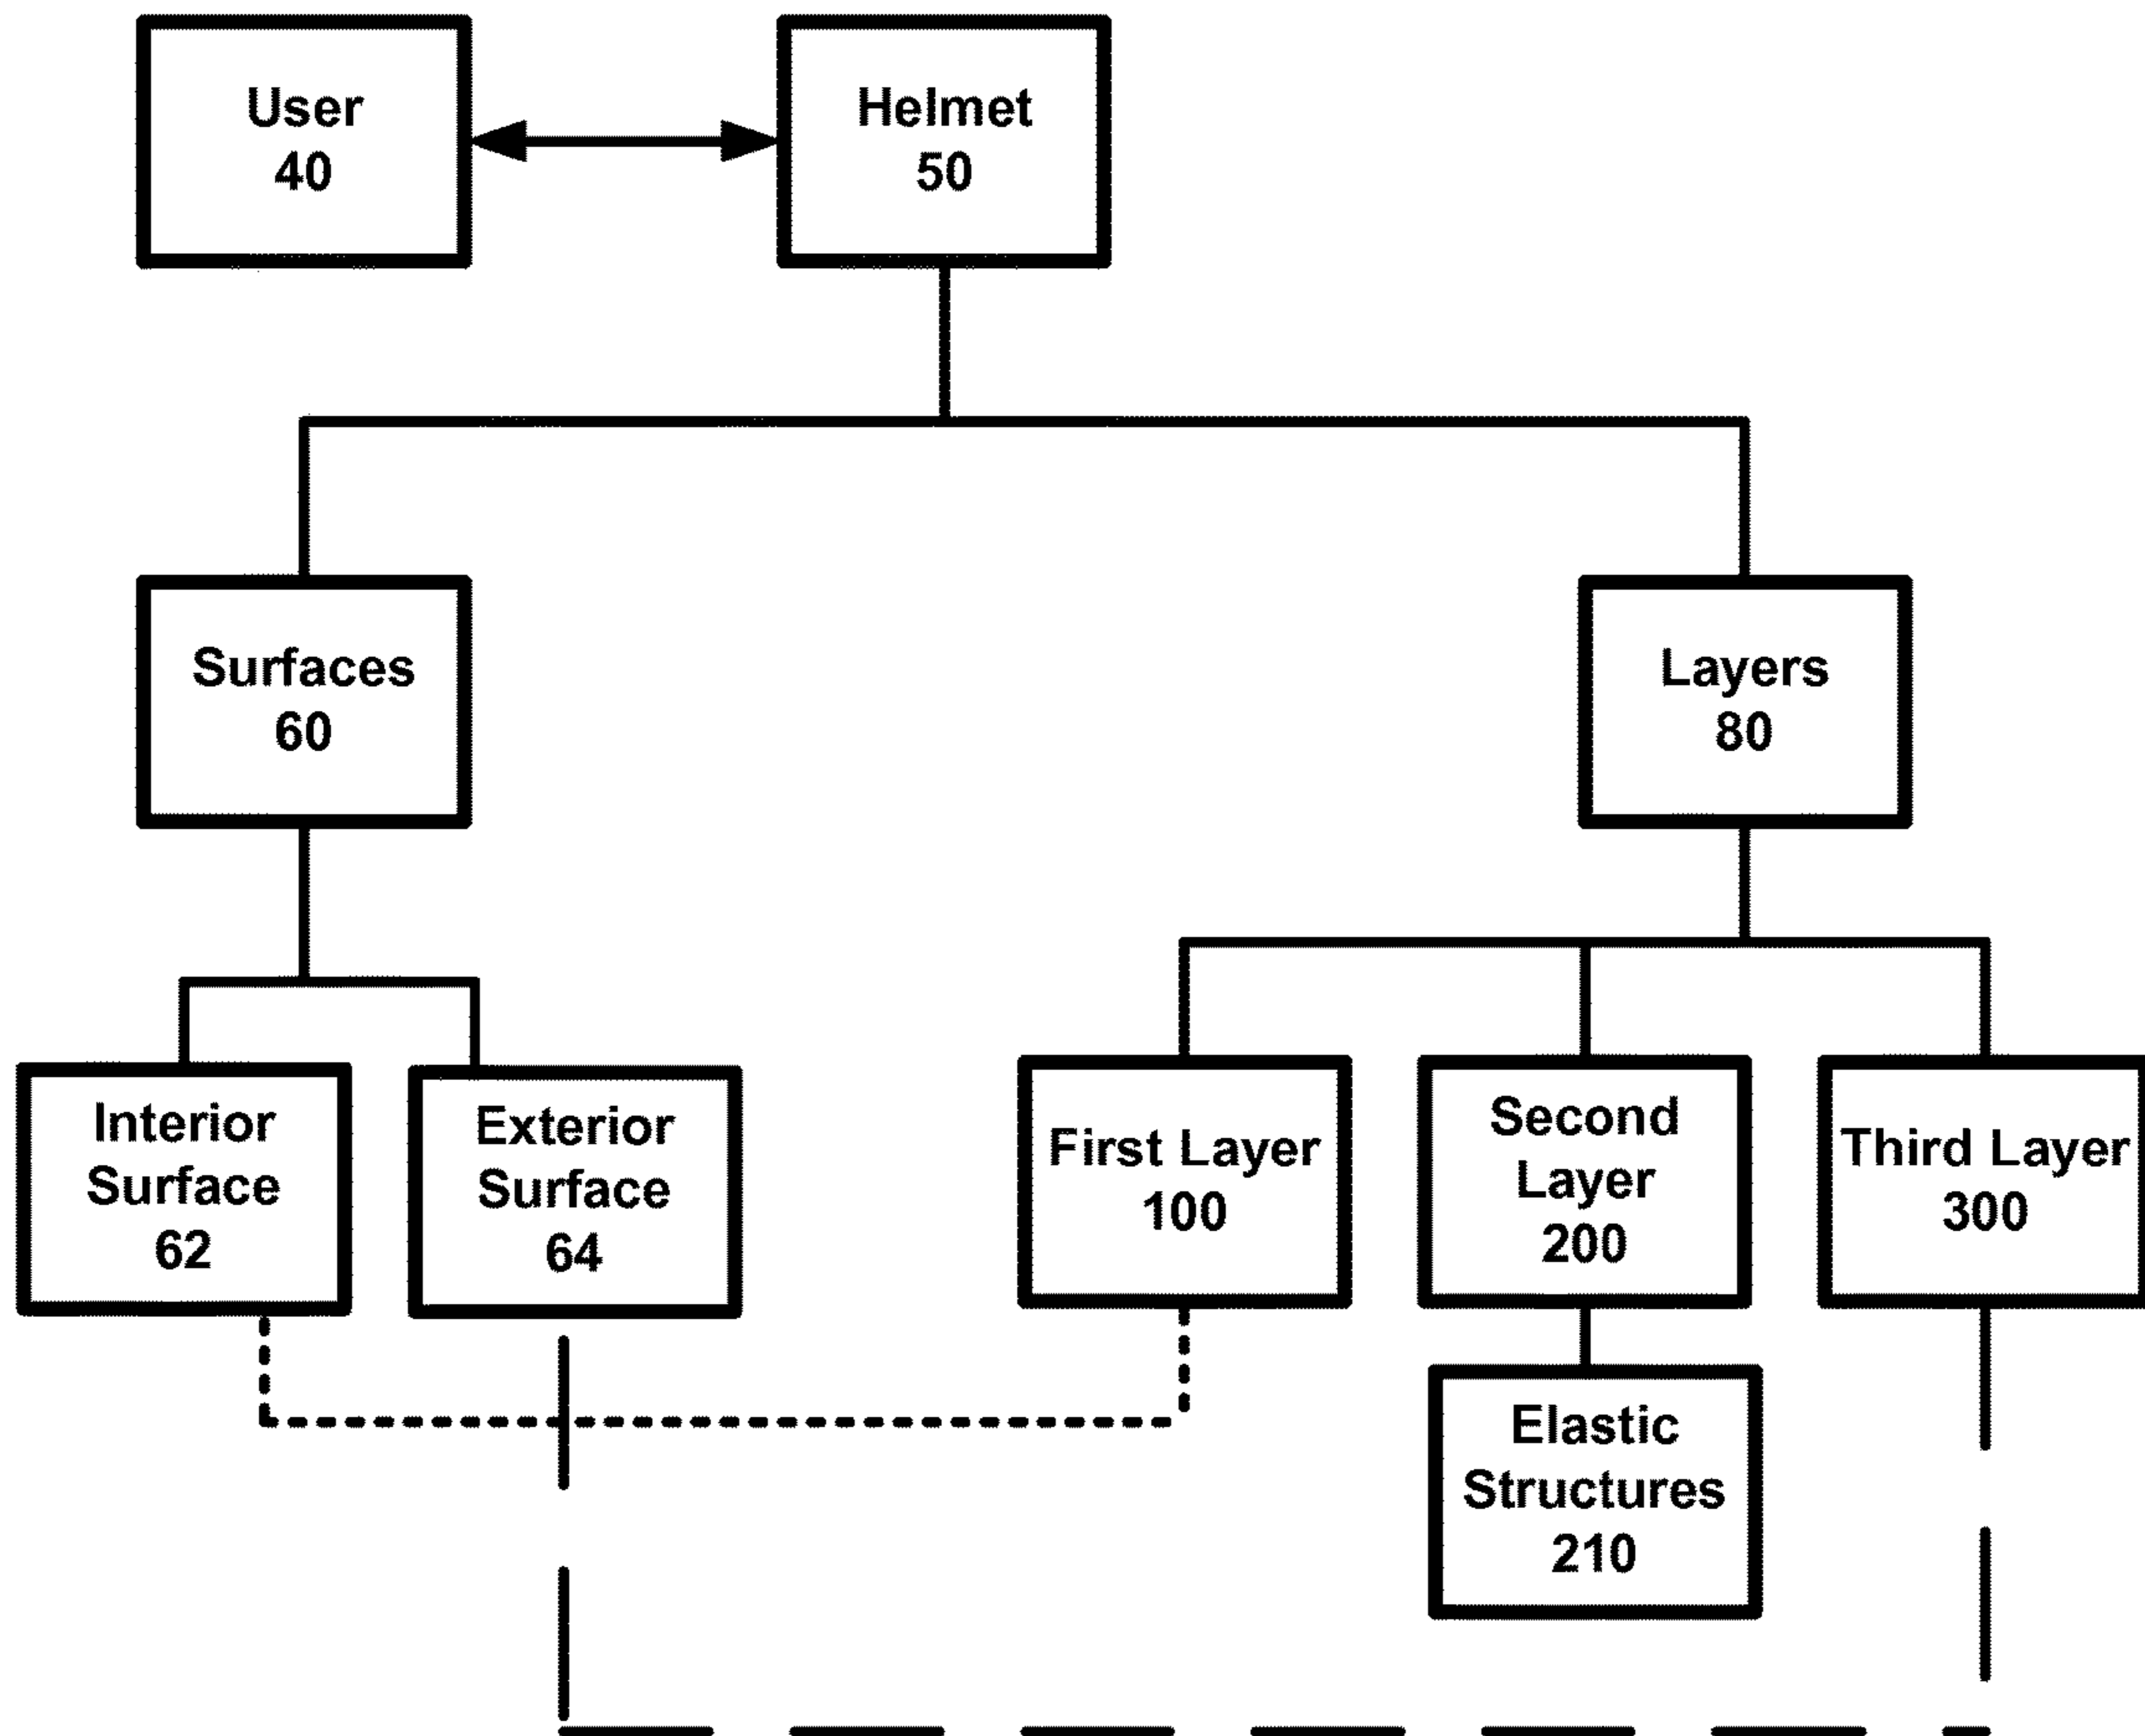 User
40
Helmet
50
Surfaces
60
Layers
80
Interior
Surface
62
Exterior
Surface
64
First Layer
100
Second
Layer
200
Third Layer
300
Elastic
Structures
210